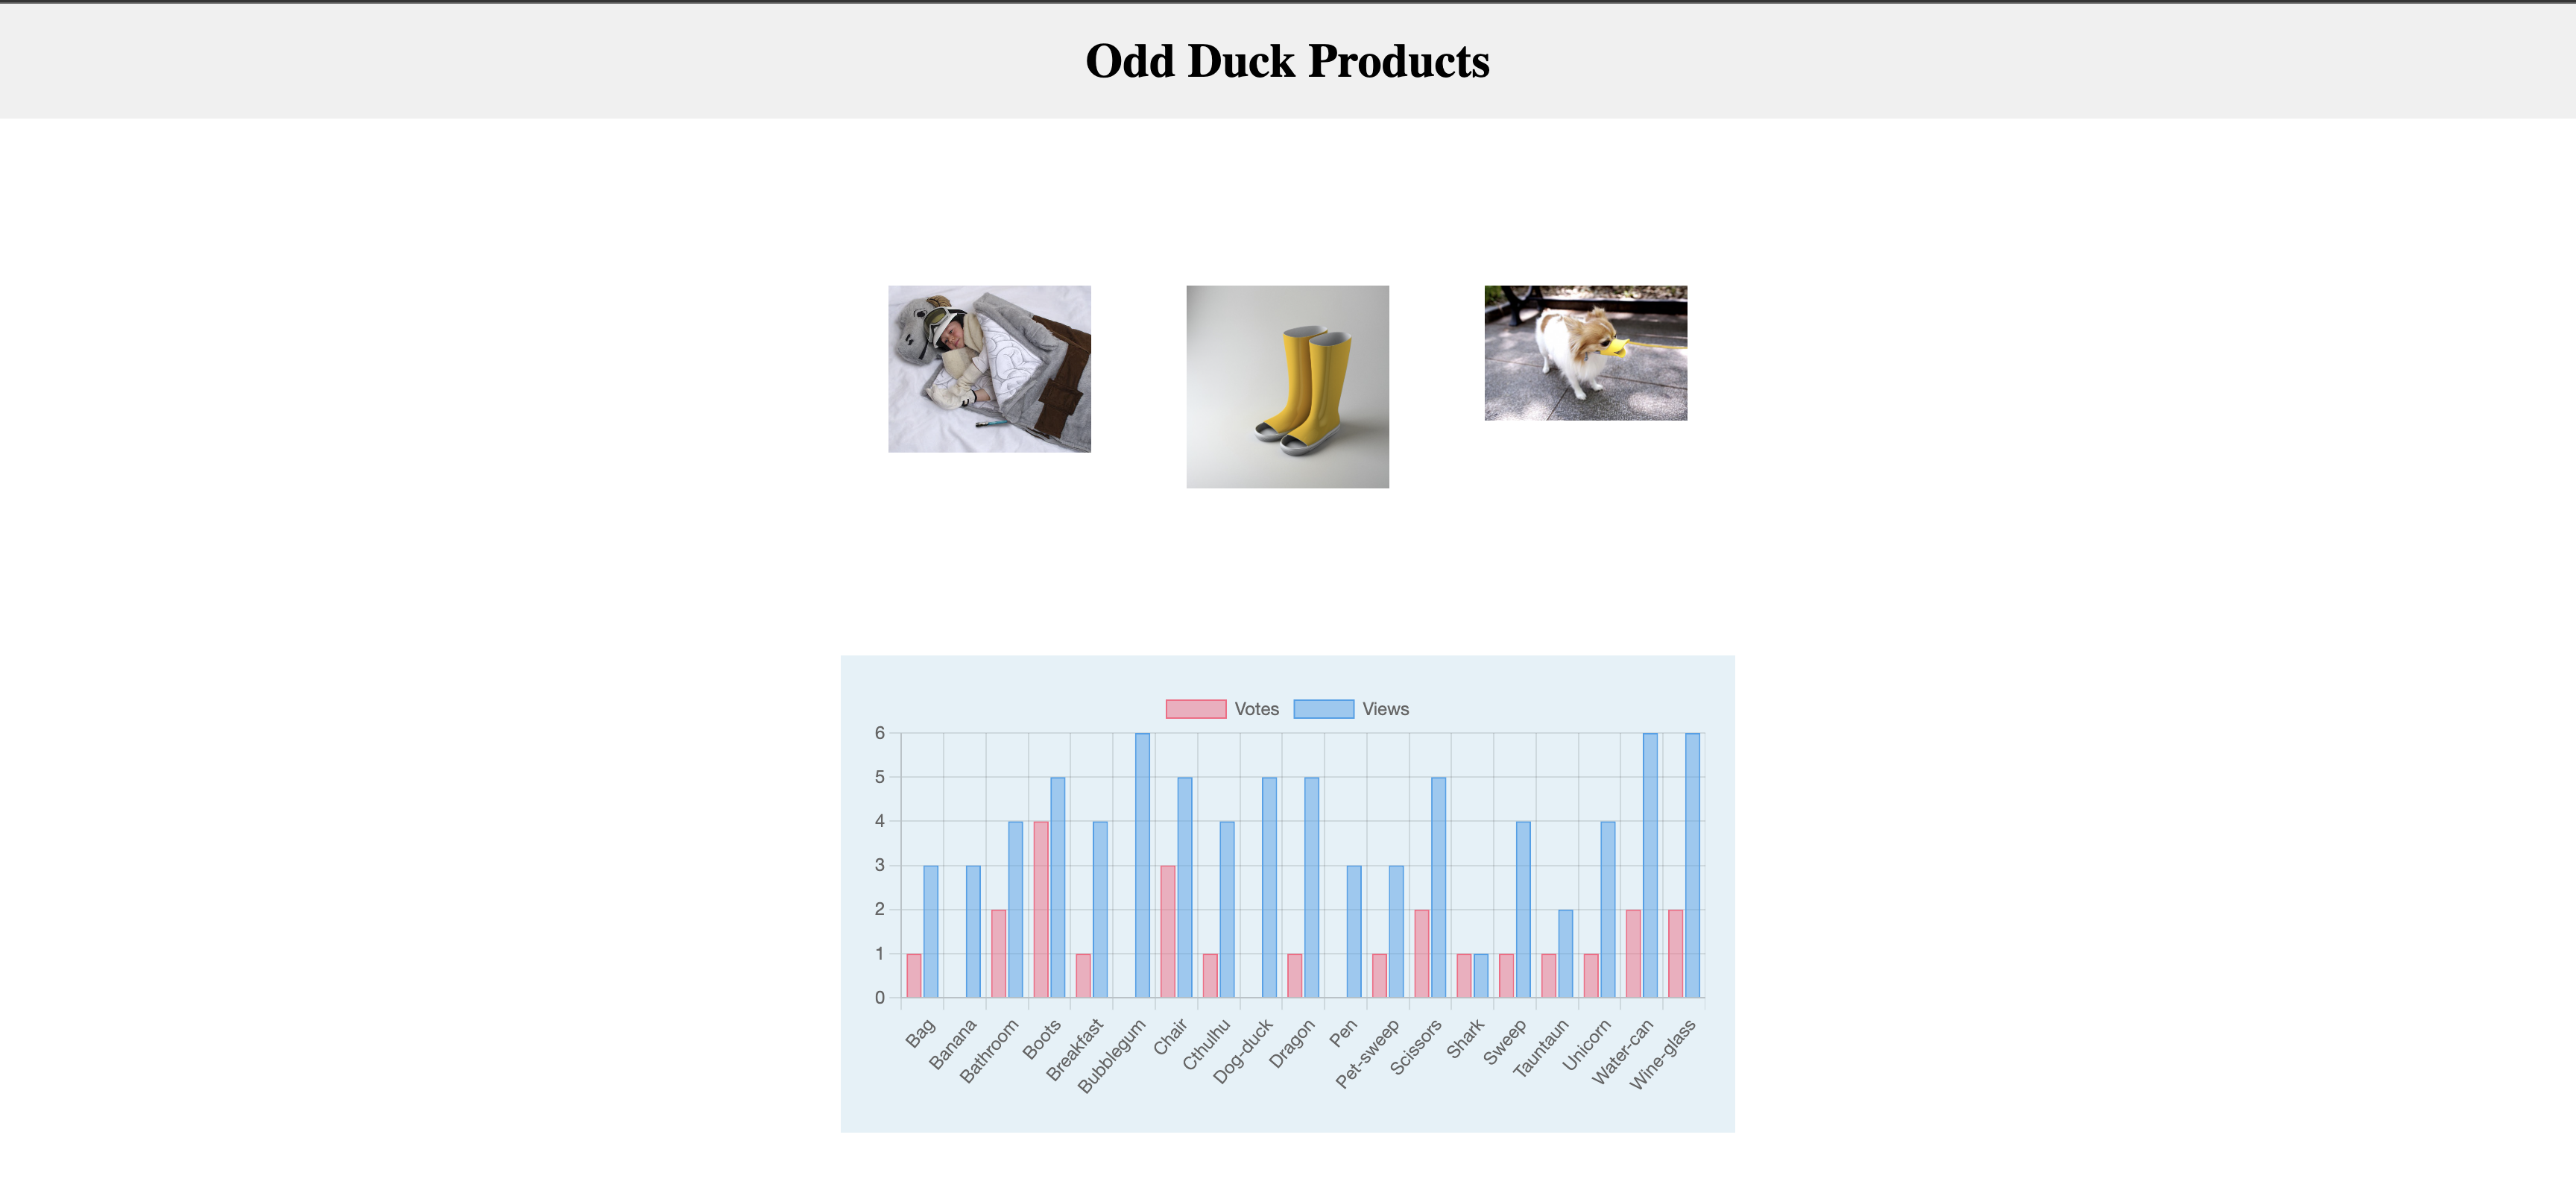 Odd Duck Products
Votes Views
6
5
4
3
2
1
0
Bag
Banana
Bathroom
Boots
Breakfast
Bubblegum
Chair
Cthulhu
Dog-duck
Dragon
Pen
Pet-sweep
Scissors
Shark
Sweep
Tauntaun
Unicorn
Water-can
Wine-glass